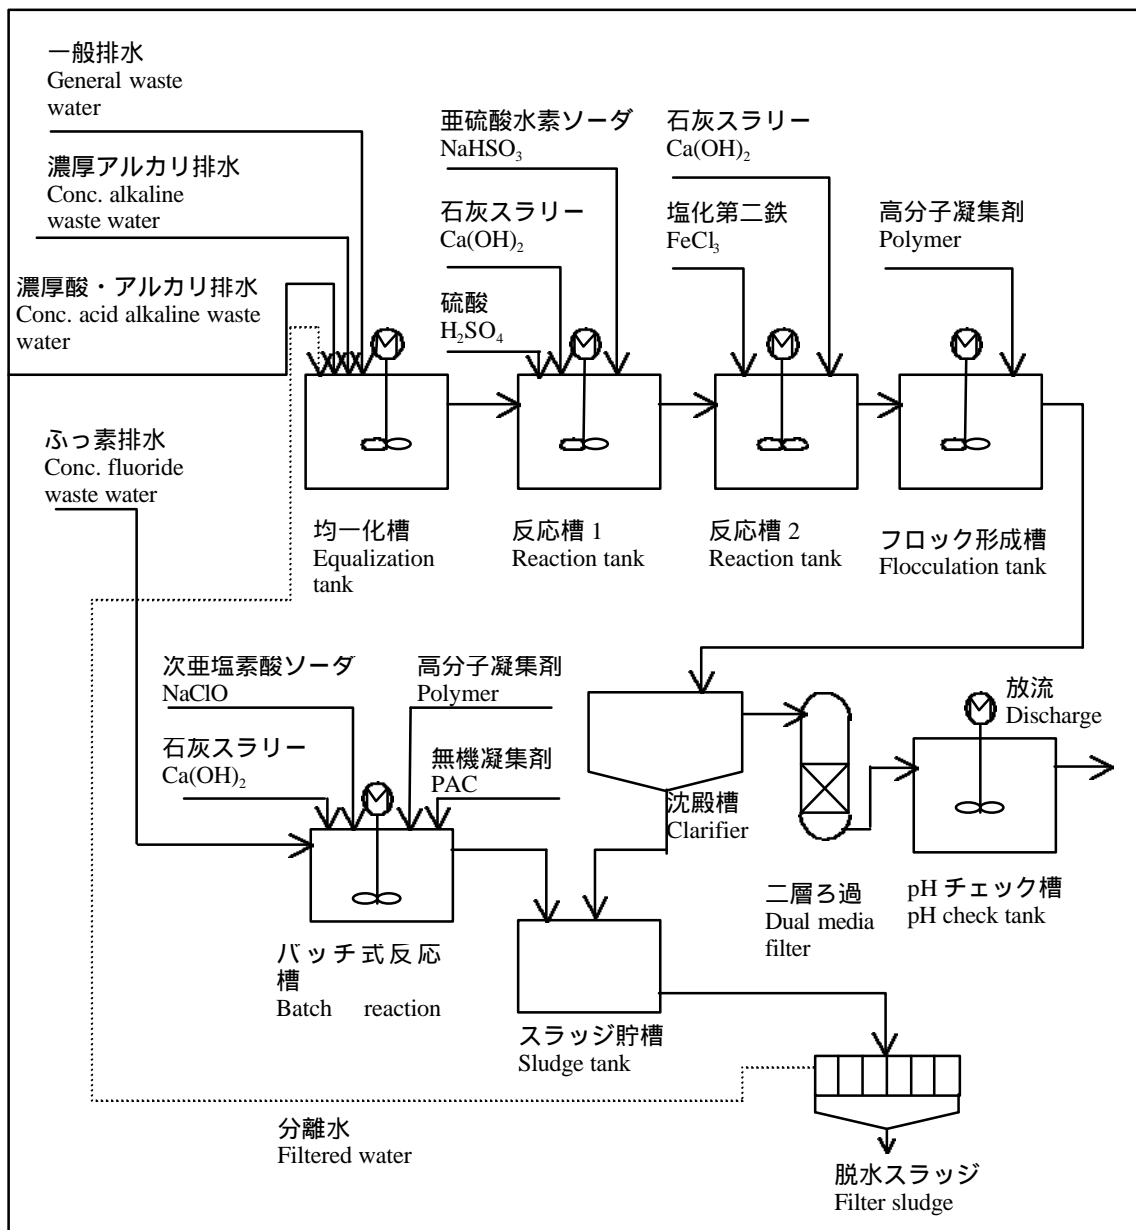 一般排水
General waste
water
濃厚アルカリ排水
Conc. alkaline
waste water
濃厚酸・アルカリ排水
Conc. acid alkaline waste
water
亜硫酸水素ソーダ
NaHSO₃
石灰スラリー
Ca(OH)₂
硫酸
H₂SO₄
石灰スラリー
Ca(OH)₂
塩化第二鉄
FeCl₃
高分子凝集剤
Polymer
M
M
M
M
均一化槽
Equalization
tank
反応槽 1
Reaction tank
反応槽 2
Reaction tank
フロック形成槽
Flocculation tank
ふっ素排水
Conc. fluoride
waste water
次亜塩素酸ソーダ
NaClO
高分子凝集剤
Polymer
石灰スラリー
Ca(OH)₂
無機凝集剤
PAC
M
バッチ式反応
槽
Batch reaction
沈殿槽
Clarifier
二層ろ過
Dual media
filter
M
放流
Discharge
pH チェック槽
pH check tank
スラッジ貯槽
Sludge tank
分離水
Filtered water
脱水スラッジ
Filter sludge